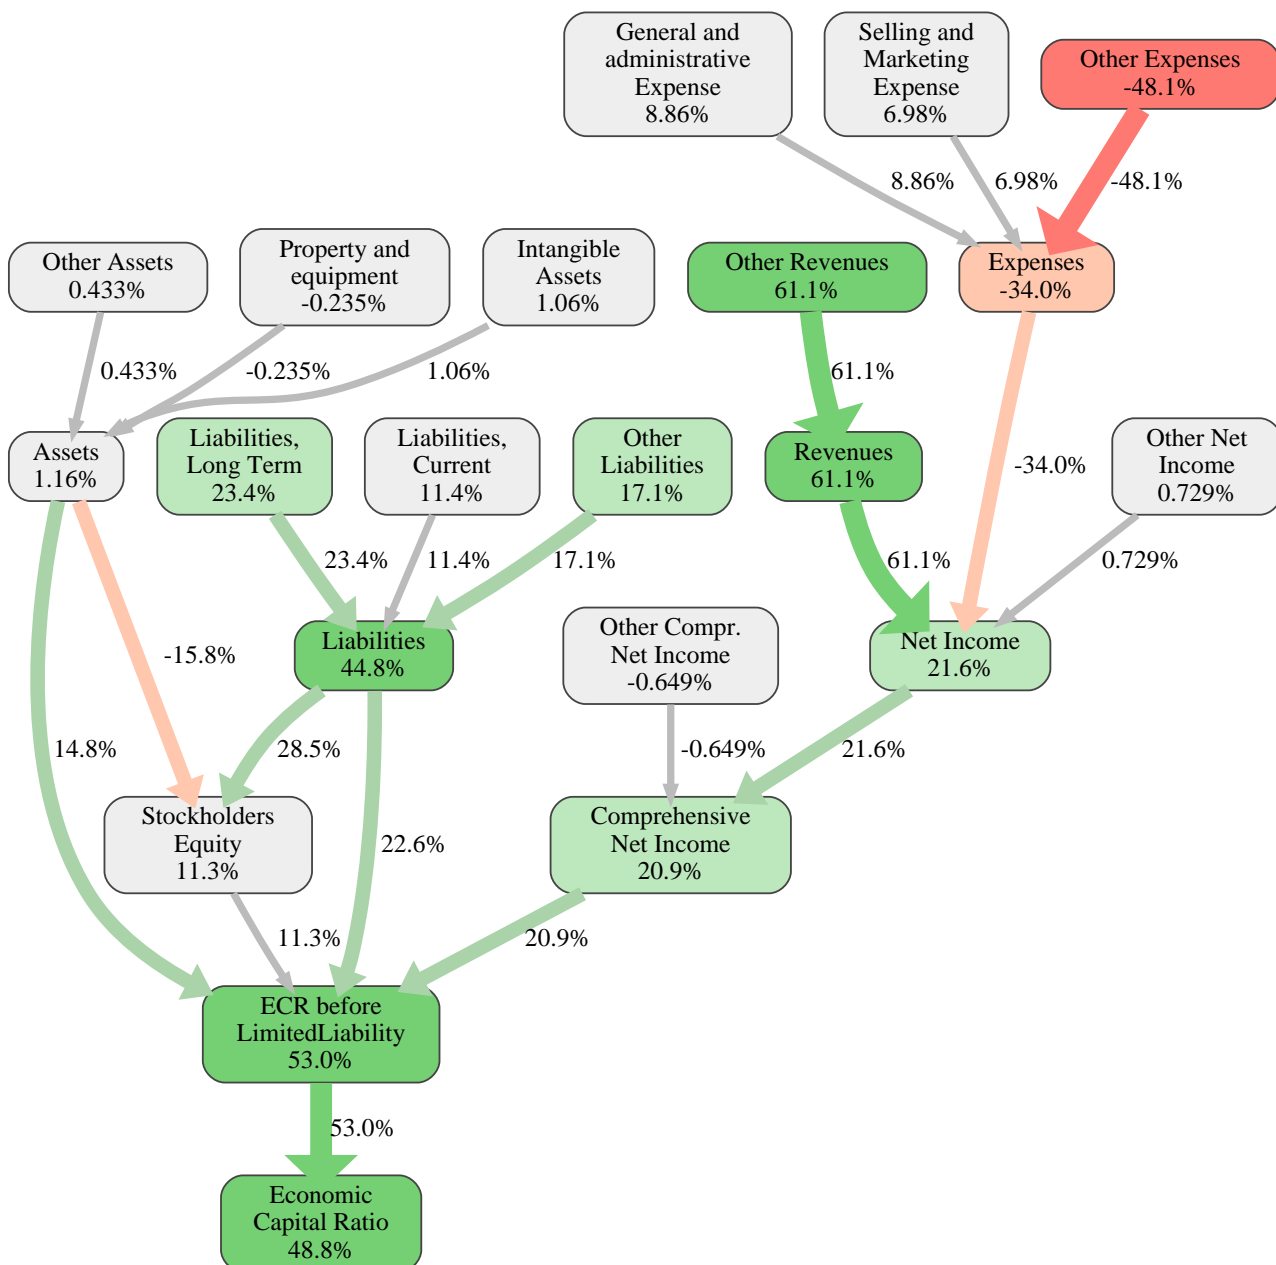 General and
administrative
Expense
8.86%
Selling and
Marketing
Expense
6.98%
Other Expenses
-48.1%
8.86%
6.98%
-48.1%
Other Assets
0.433%
Property and
equipment
-0.235%
Intangible
Assets
1.06%
Other Revenues
61.1%
Expenses
-34.0%
0.433%
-0.235%
1.06%
61.1%
Assets
1.16%
Liabilities,
Long Term
23.4%
Liabilities,
Current
11.4%
Other
Liabilities
17.1%
Revenues
61.1%
-34.0%
Other Net
Income
0.729%
23.4%
11.4%
17.1%
61.1%
0.729%
-15.8%
Liabilities
44.8%
Other Compr.
Net Income
-0.649%
Net Income
21.6%
14.8%
28.5%
-0.649%
21.6%
Stockholders
Equity
11.3%
22.6%
Comprehensive
Net Income
20.9%
11.3%
20.9%
ECR before
LimitedLiability
53.0%
53.0%
Economic
Capital Ratio
48.8%